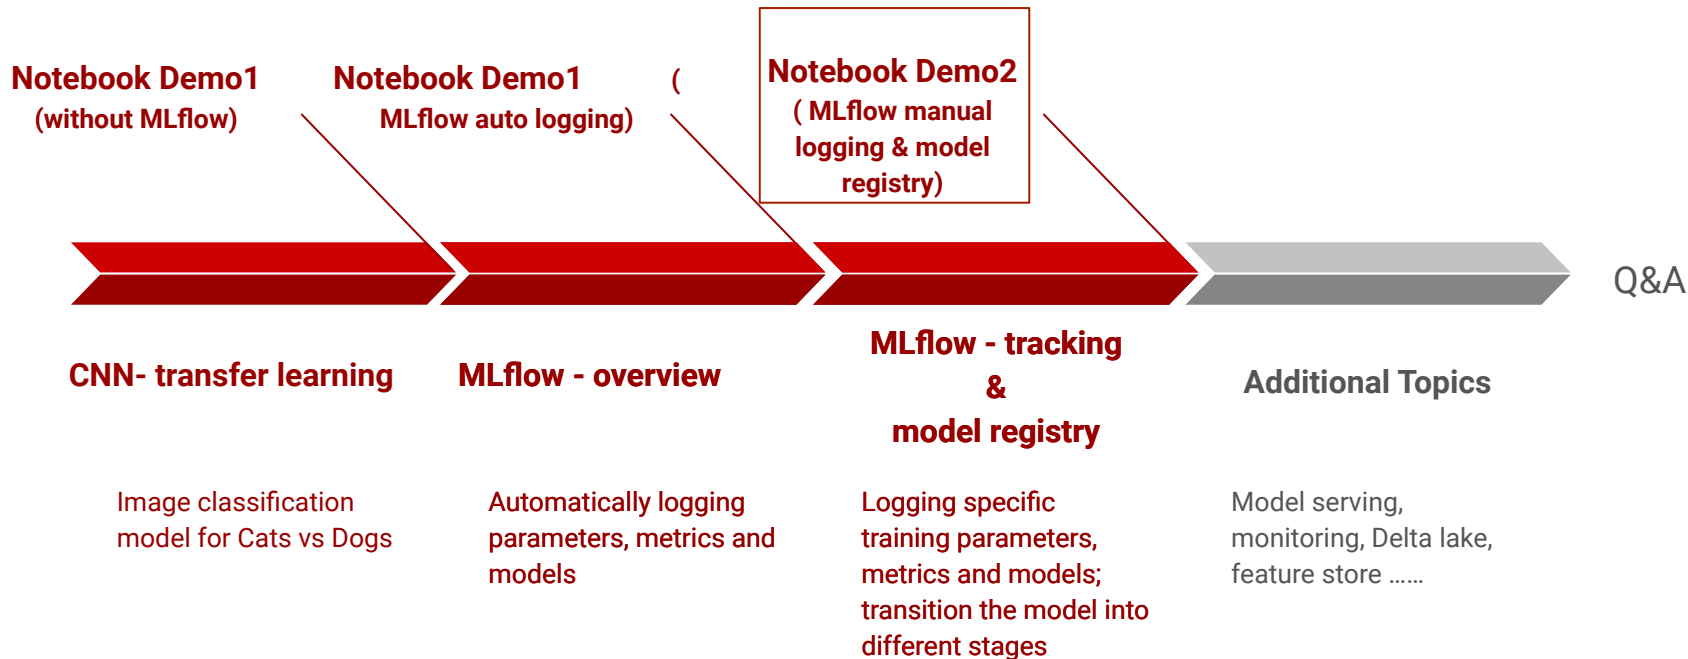 Notebook Demo1
(without MLflow)
Notebook Demo1 (
MLflow auto logging)
Notebook Demo2
( MLflow manual
logging & model
registry)
Q&A
CNN- transfer learning
MLflow - overview
MLflow - tracking
&
model registry
Additional Topics
Image classification
model for Cats vs Dogs
Automatically logging
parameters, metrics and
models
Logging specific
training parameters,
metrics and models;
transition the model into
different stages
Model serving,
monitoring, Delta lake,
feature store ......